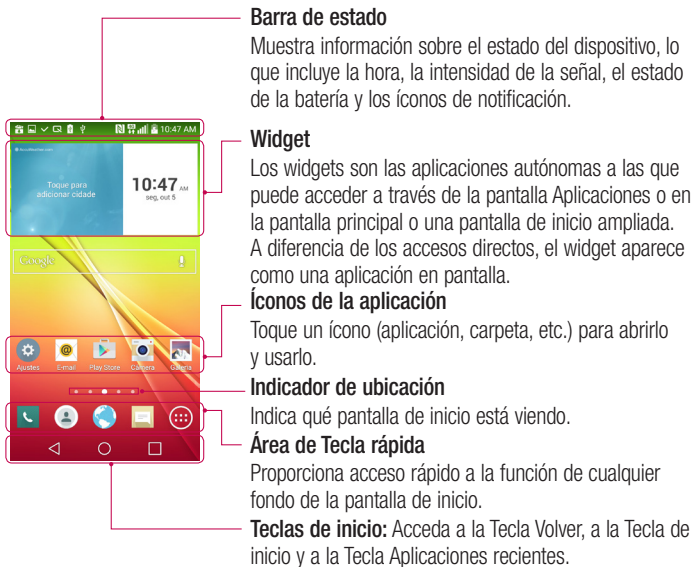 Barra de estado
Muestra información sobre el estado del dispositivo, lo
que incluye la hora, la intensidad de la señal, el estado
de la batería y los íconos de notificación.
10:47 AM
Widget
AccuWeather.com
Toque para
adicionar cidade
10:47 AM
seg, out 5
Los widgets son las aplicaciones autónomas a las que
puede acceder a través de la pantalla Aplicaciones o en
la pantalla principal o una pantalla de inicio ampliada.
A diferencia de los accesos directos, el widget aparece
como una aplicación en pantalla.
Google
Íconos de la aplicación
Toque un ícono (aplicación, carpeta, etc.) para abrirlo
y usarlo.
Ajustes
E-mail
Play Store
Câmera
Galeria
Indicador de ubicación
Indica qué pantalla de inicio está viendo.
Área de Tecla rápida
Proporciona acceso rápido a la función de cualquier
fondo de la pantalla de inicio.
Teclas de inicio: Acceda a la Tecla Volver, a la Tecla de
inicio y a la Tecla Aplicaciones recientes.